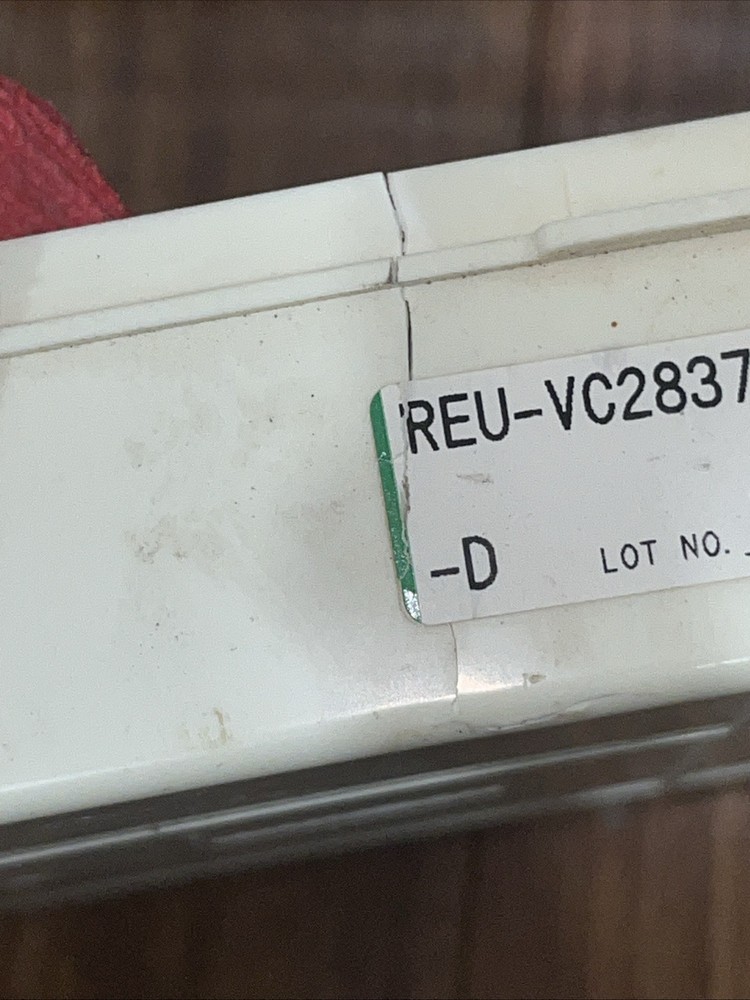 REU-VC2837
-D
LOT NO.